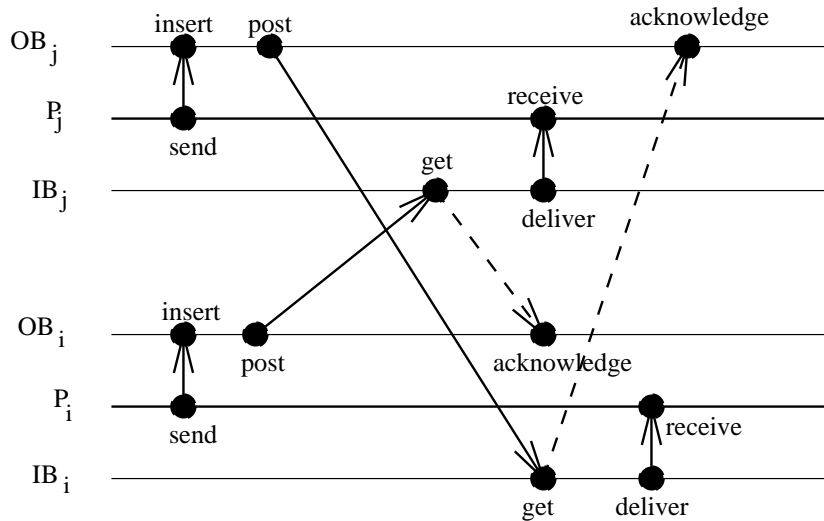 insert post acknowledge
OB j
P j receive
send
get
IB j
deliver
insert
OB i
post acknowledge
P i
send receive
IB i
get deliver